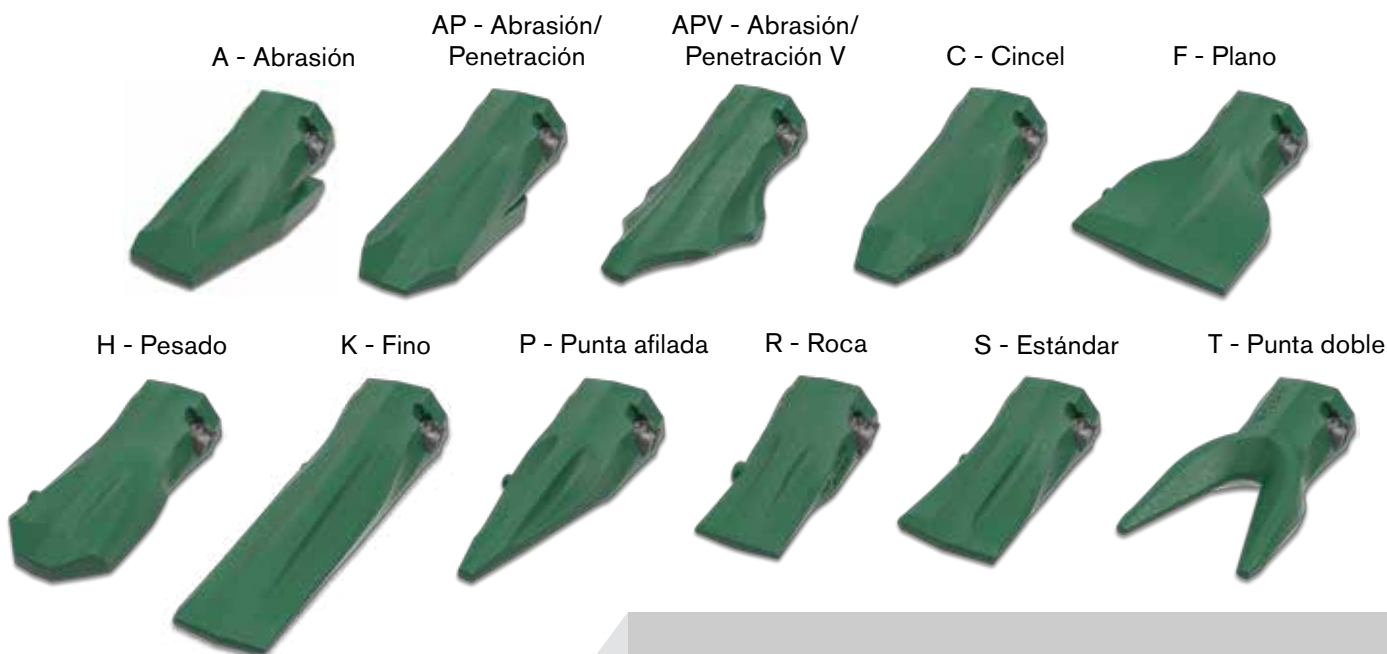 A - Abrasión
AP - Abrasión/
Penetración
APV - Abrasión/
Penetración V
C - Cincel
F - Plano
H - Pesado
K - Fino
P - Punta afilada
R - Roca
S - Estándar
T - Punta doble